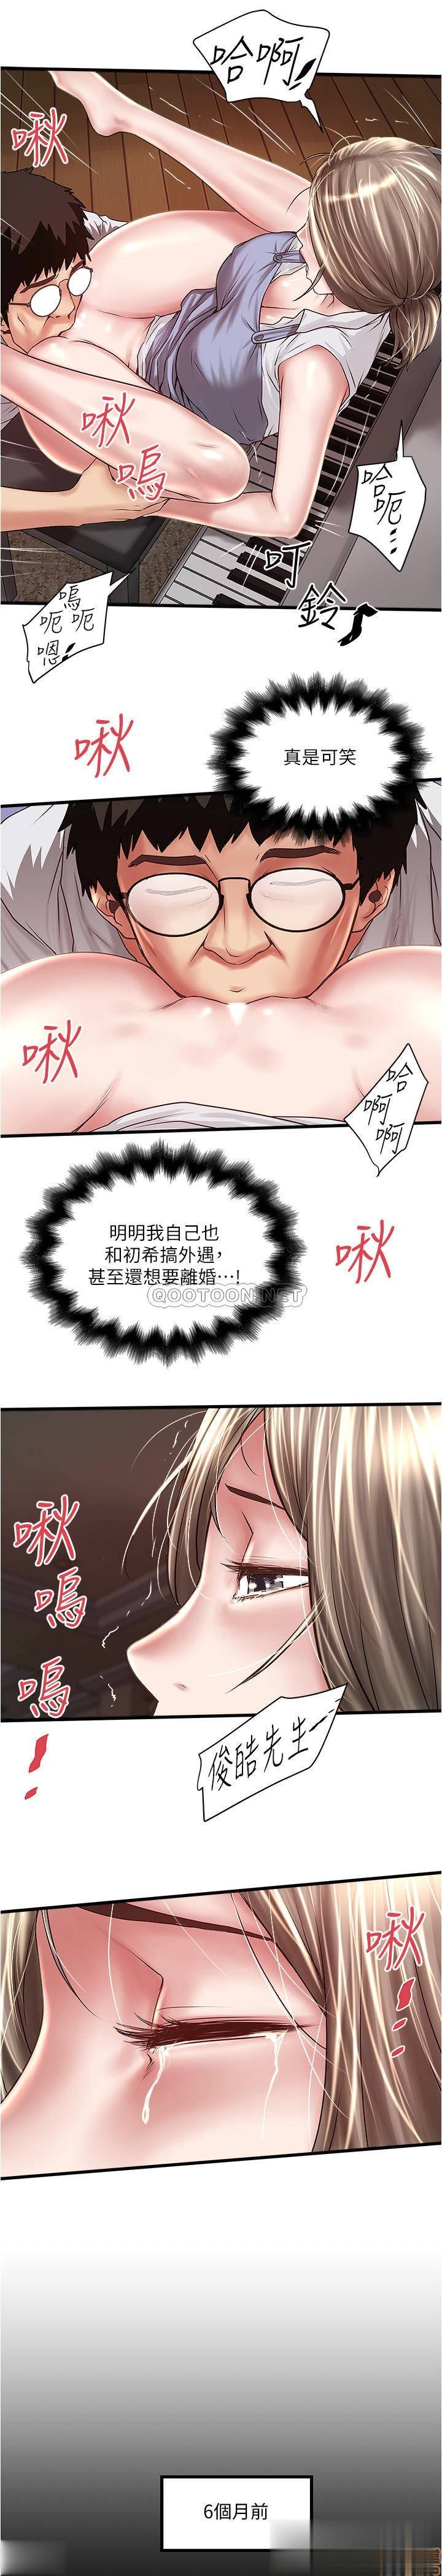 哈啊!
啾
啾
嗚
哈呃…
叮
鈴♪
嗚呃
呃
嗯!
啾
真是可笑
啾
哈
啊
啊
明明我自己也
和初希搞外遇,
甚至還想要離婚…!
啾
QOOTOON.NET
啾
嗚
嗚
俊皓先生—
啾
6個月前